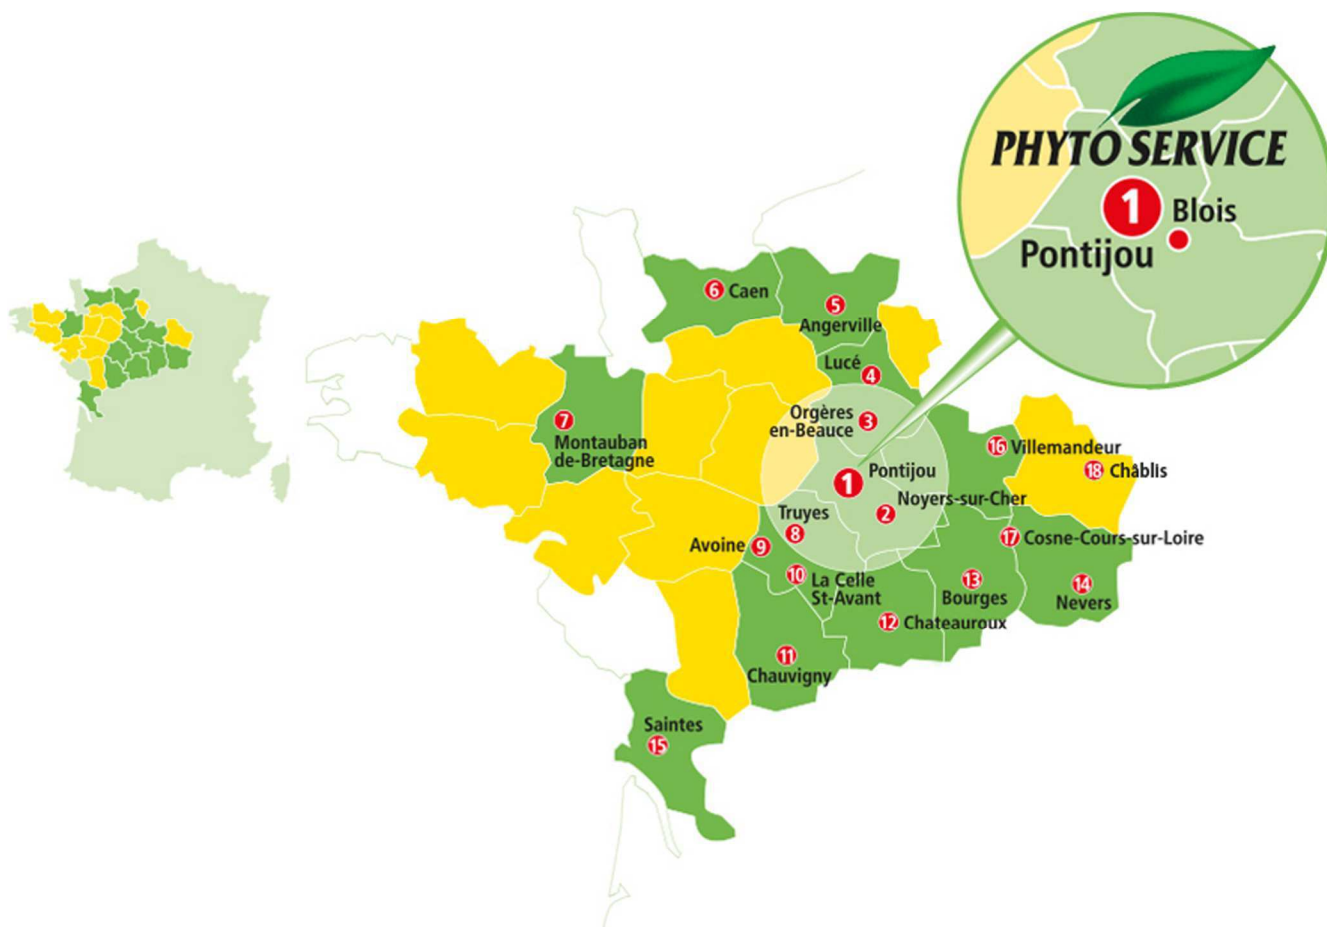 PHYTO SERVICE
1
Blois
Pontijou
6 Caen
5
Angerville
Lucé
4
Orgères
en-Beauce
3
7
Montauban
de-Bretagne
16
Villemandeur
18
Châblis
Pontijou
1
Noyers-sur-Cher
2
Truyes
8
Avoine 9
17 Cosne-Cours-sur-Loire
10 La Celle
St-Avant
13
Bourges
14
Nevers
12 Chateauroux
11
Chauvigny
Saintes
15